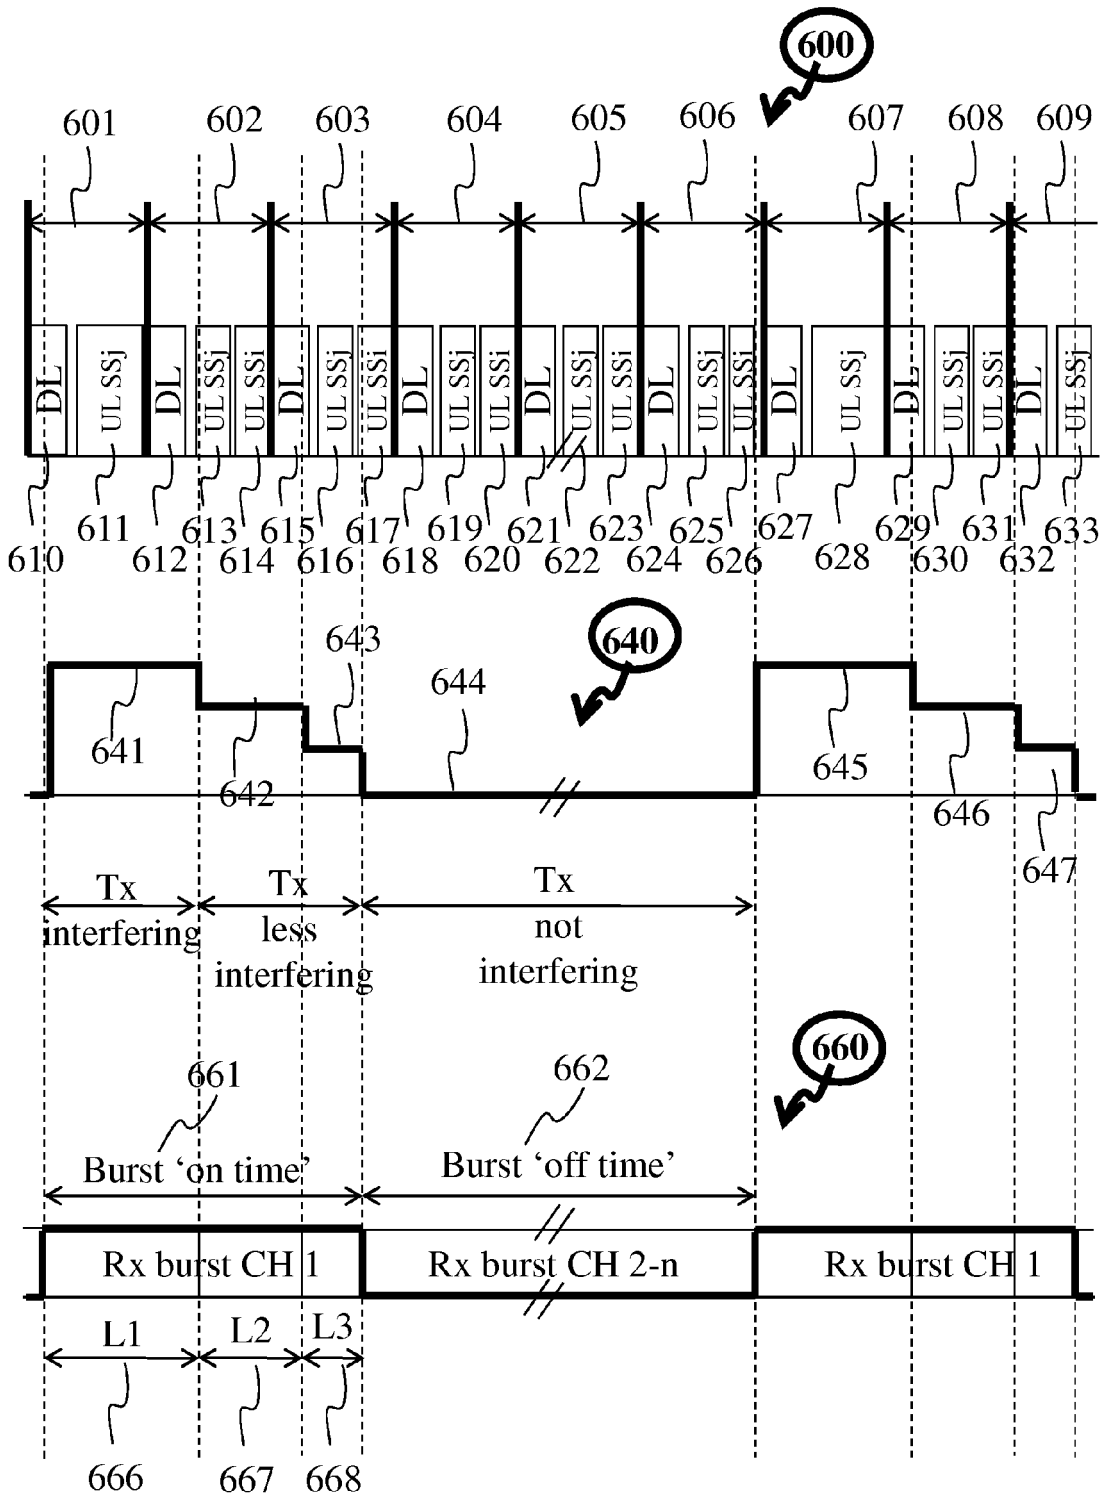 600
601 602 603 604 605 606 607 608 609
DL UL SSj DL UL SSj UL SSi DL UL SSj UL SSi DL UL SSj UL SSi DL UL SSj UL SSi DL UL SSj UL SSi DL UL SSj DL UL SSj UL SSi DL UL SSj
611 613 615 617 619 621 623 625 627 629 631 633
610 612 614 616 618 620 622 624 626 628 630 632
640
643
644
641
642
645
646
647
Tx Tx Tx
interfering less not
interfering interfering
660
661 662
Burst ‘on time’ Burst ‘off time’
Rx burst CH 1 Rx burst CH 2-n Rx burst CH 1
L1 L2 L3
666 667 668